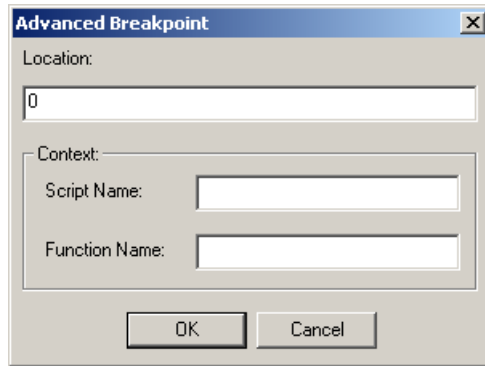 Advanced Breakpoint
Location:
0
Context:
Script Name:
Function Name:
OK Cancel